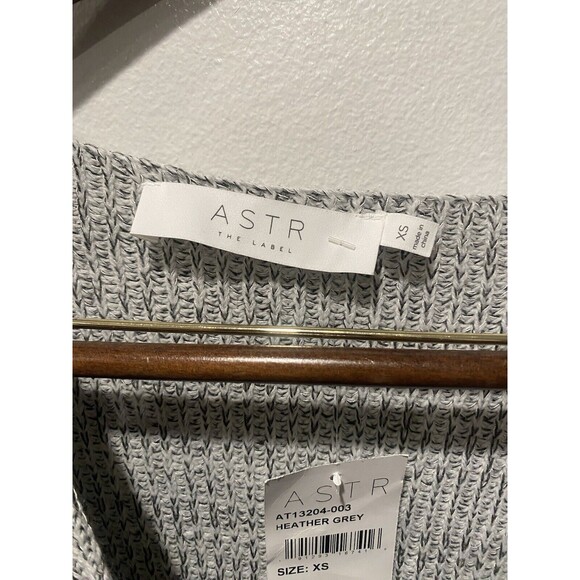 ASTR
THE LABEL
XS
made in
china
ASTR
AT13204-003
HEATHER GREY
SIZE: XS